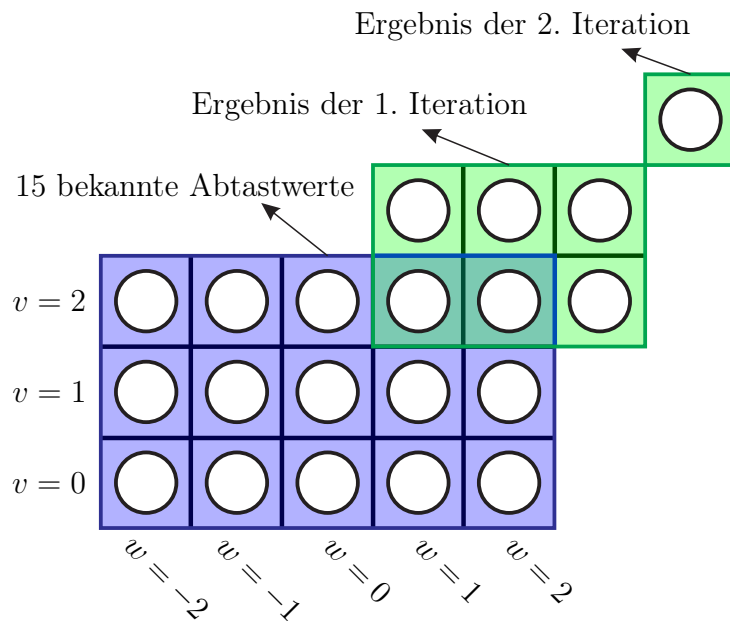 Ergebnis der 2. Iteration
Ergebnis der 1. Iteration
15 bekannte Abtastwerte
v = 2
v = 1
v = 0
w = −2
w = −1
w = 0
w = 1
w = 2